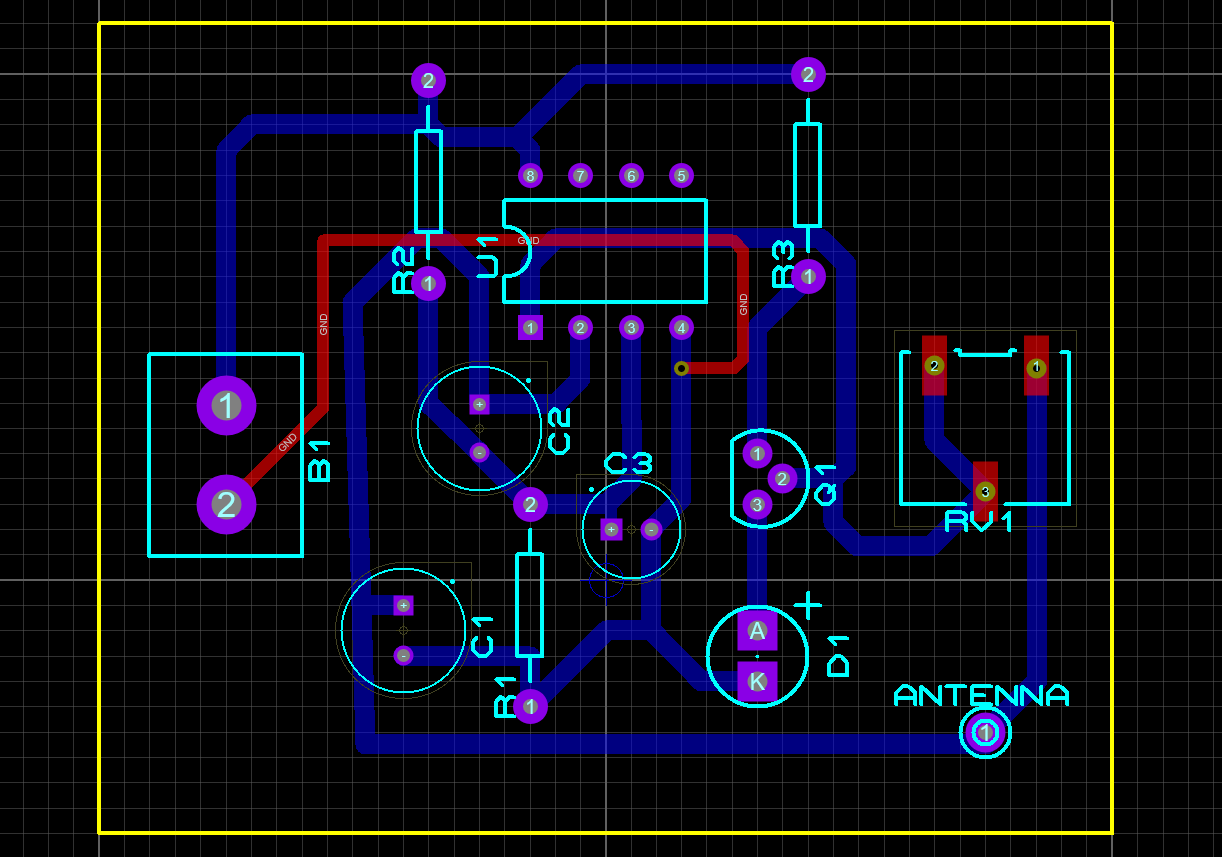 2
2
8
7
6
5
R2
U1
GND
R3
1
1
GND
GND
1
2
3
4
2
1
1
+
C2
GND
B1
-
C3
1
2
Q1
3
2
2
+
-
3
RV1
+
C1
-
A
+
D1
K
R1
1
ANTENNA
1